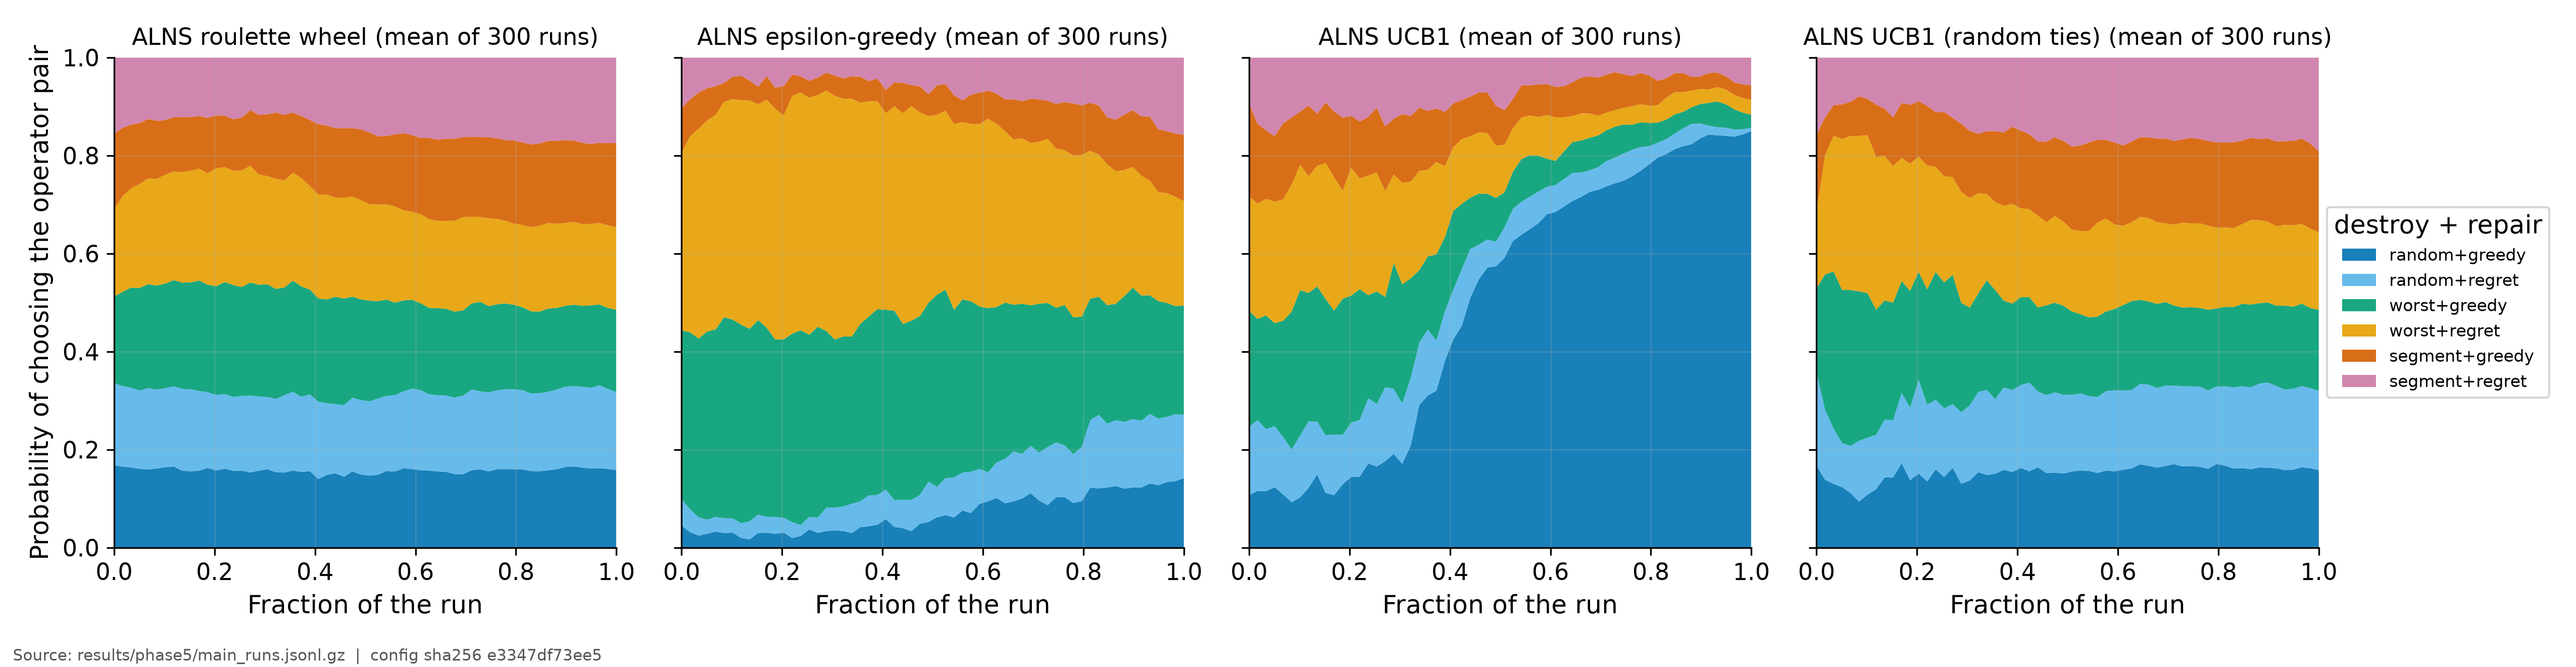 ALNS roulette wheel (mean of 300 runs)
ALNS epsilon-greedy (mean of 300 runs)
ALNS UCB1 (mean of 300 runs)
ALNS UCB1 (random ties) (mean of 300 runs)
Probability of choosing the operator pair
1.0
0.8
0.6
0.4
0.2
0.0
0.0 0.2 0.4 0.6 0.8 1.0
0.0 0.2 0.4 0.6 0.8 1.0
0.0 0.2 0.4 0.6 0.8 1.0
0.0 0.2 0.4 0.6 0.8 1.0
Fraction of the run
Fraction of the run
Fraction of the run
Fraction of the run
destroy + repair
random+greedy
random+regret
worst+greedy
worst+regret
segment+greedy
segment+regret
Source: results/phase5/main_runs.jsonl.gz | config sha256 e3347df73ee5